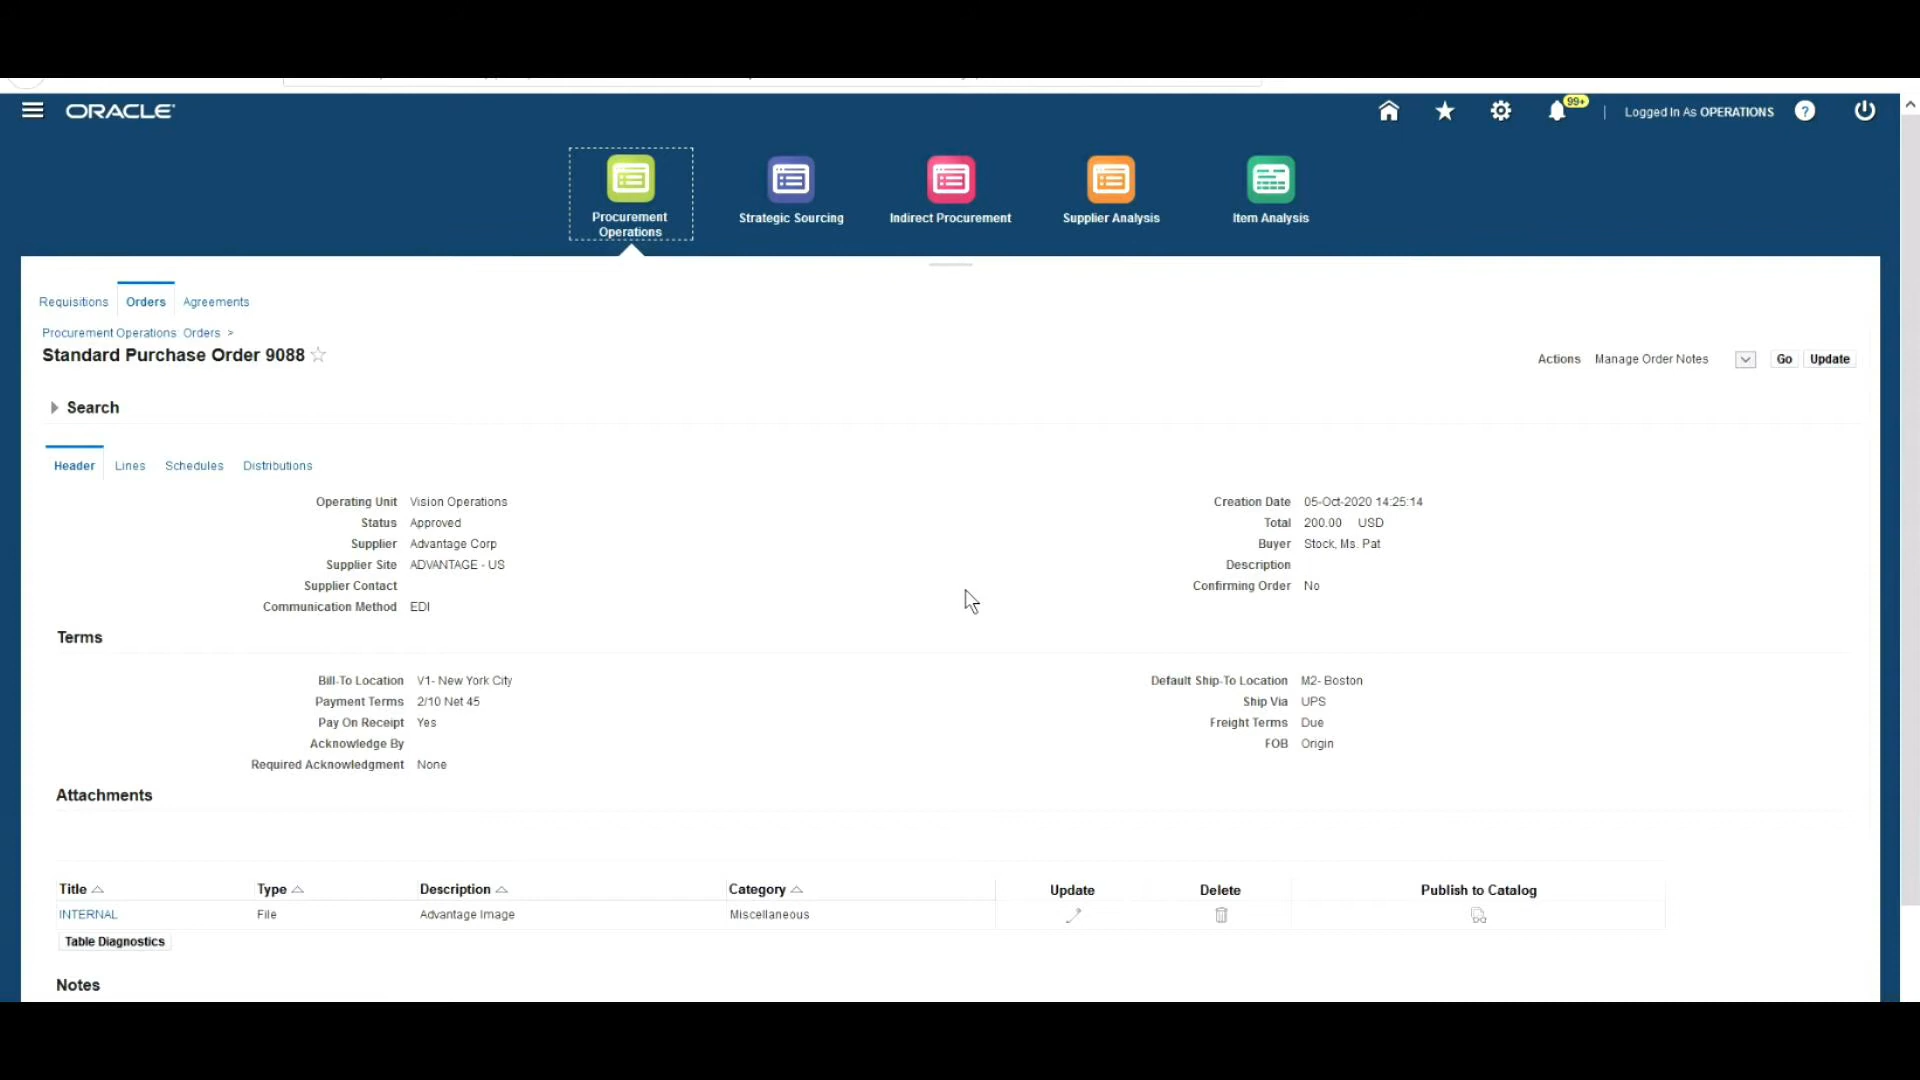 ORACLE
99+
Logged In As OPERATIONS
?
Procurement
Operations
Strategic Sourcing
Indirect Procurement
Supplier Analysis
Item Analysis
Requisitions Orders Agreements
Procurement Operations: Orders >
Standard Purchase Order 9088
Actions Manage Order Notes Go Update
Search
Header Lines Schedules Distributions
Operating Unit Vision Operations
Status Approved
Supplier Advantage Corp
Supplier Site ADVANTAGE - US
Supplier Contact
Communication Method EDI
Creation Date 05-Oct-2020 14:25:14
Total 200.00 USD
Buyer Stock, Ms. Pat
Description
Confirming Order No
Terms
Bill-To Location V1- New York City
Payment Terms 2/10 Net 45
Pay On Receipt Yes
Acknowledge By
Required Acknowledgment None
Default Ship-To Location M2- Boston
Ship Via UPS
Freight Terms Due
FOB Origin
Attachments
Title Type Description Category Update Delete Publish to Catalog
INTERNAL File Advantage Image Miscellaneous
Table Diagnostics
Notes